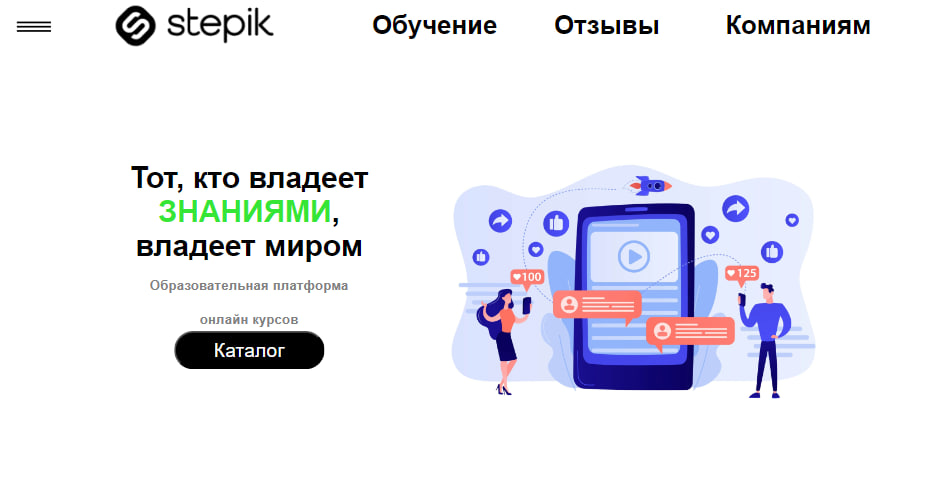 stepik
Обучение
Отзывы
Компаниям
Тот, кто владеет
ЗНАНИЯМИ,
владеет миром
Образовательная платформа
онлайн курсов
Каталог
100
125